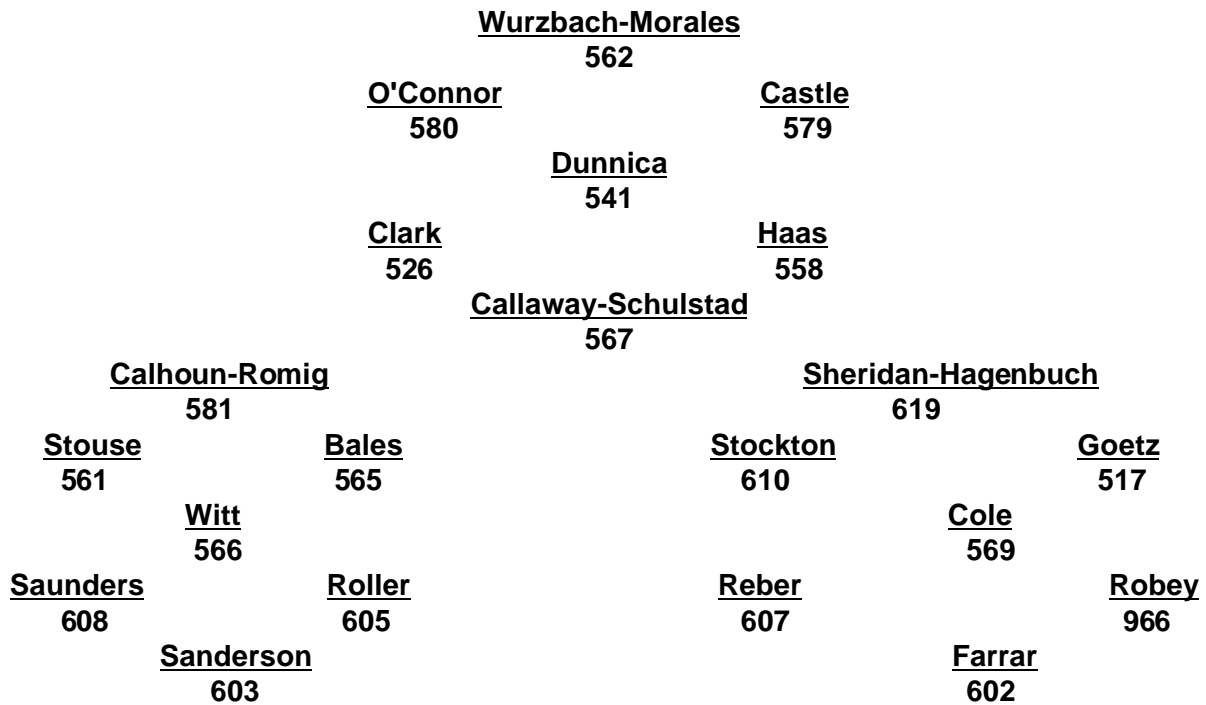 Wurzbach-Morales
562
O'Connor Castle
580 579
Dunnica
541
Clark Haas
526 558
Callaway-Schulstad
567
Calhoun-Romig Sheridan-Hagenbuch
581 619
Stouse Bales Stockton Goetz
561 565 610 517
Witt Cole
566 569
Saunders Roller Reber Robey
608 605 607 966
Sanderson Farrar
603 602